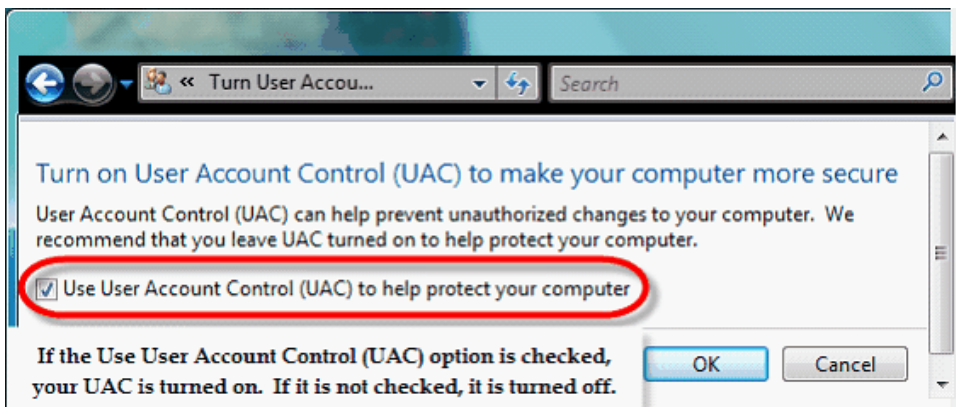 « Turn User Accou...
Search
Turn on User Account Control (UAC) to make your computer more secure
User Account Control (UAC) can help prevent unauthorized changes to your computer. We
recommend that you leave UAC turned on to help protect your computer.
Use User Account Control (UAC) to help protect your computer
If the Use User Account Control (UAC) option is checked,
your UAC is turned on. If it is not checked, it is turned off.
OK
Cancel